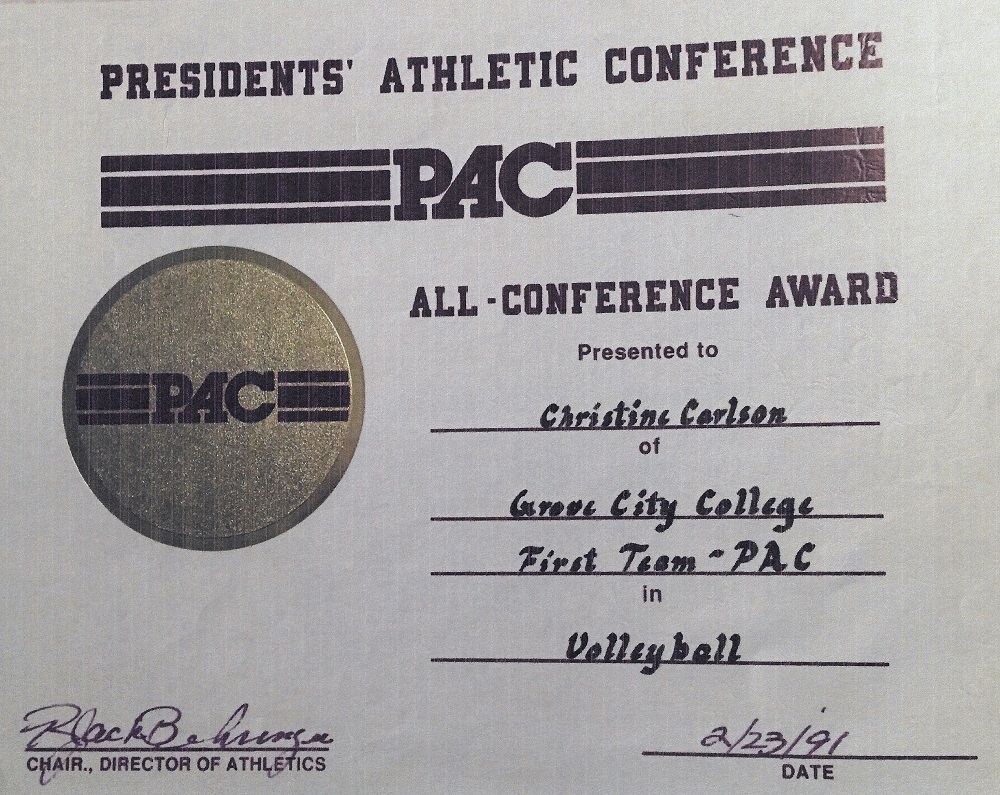 PRESIDENTS' ATHLETIC CONFERENCE
PAC
ALL-CONFERENCE AWARD
Presented to
PAC
Christine Carlson
of
Grove City College
First Team - PAC
in
Volleyball
2/23/91
CHAIR., DIRECTOR OF ATHLETICS
DATE